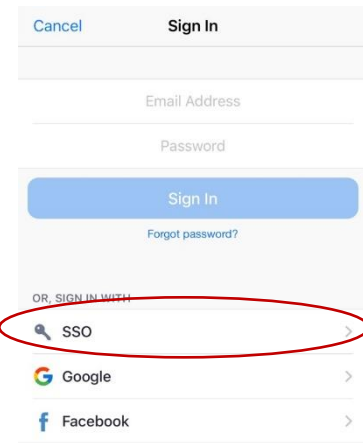 Cancel Sign In
Email Address
Password
Sign In
Forgot password?
OR, SIGN IN WITH
SSO
Google
Facebook